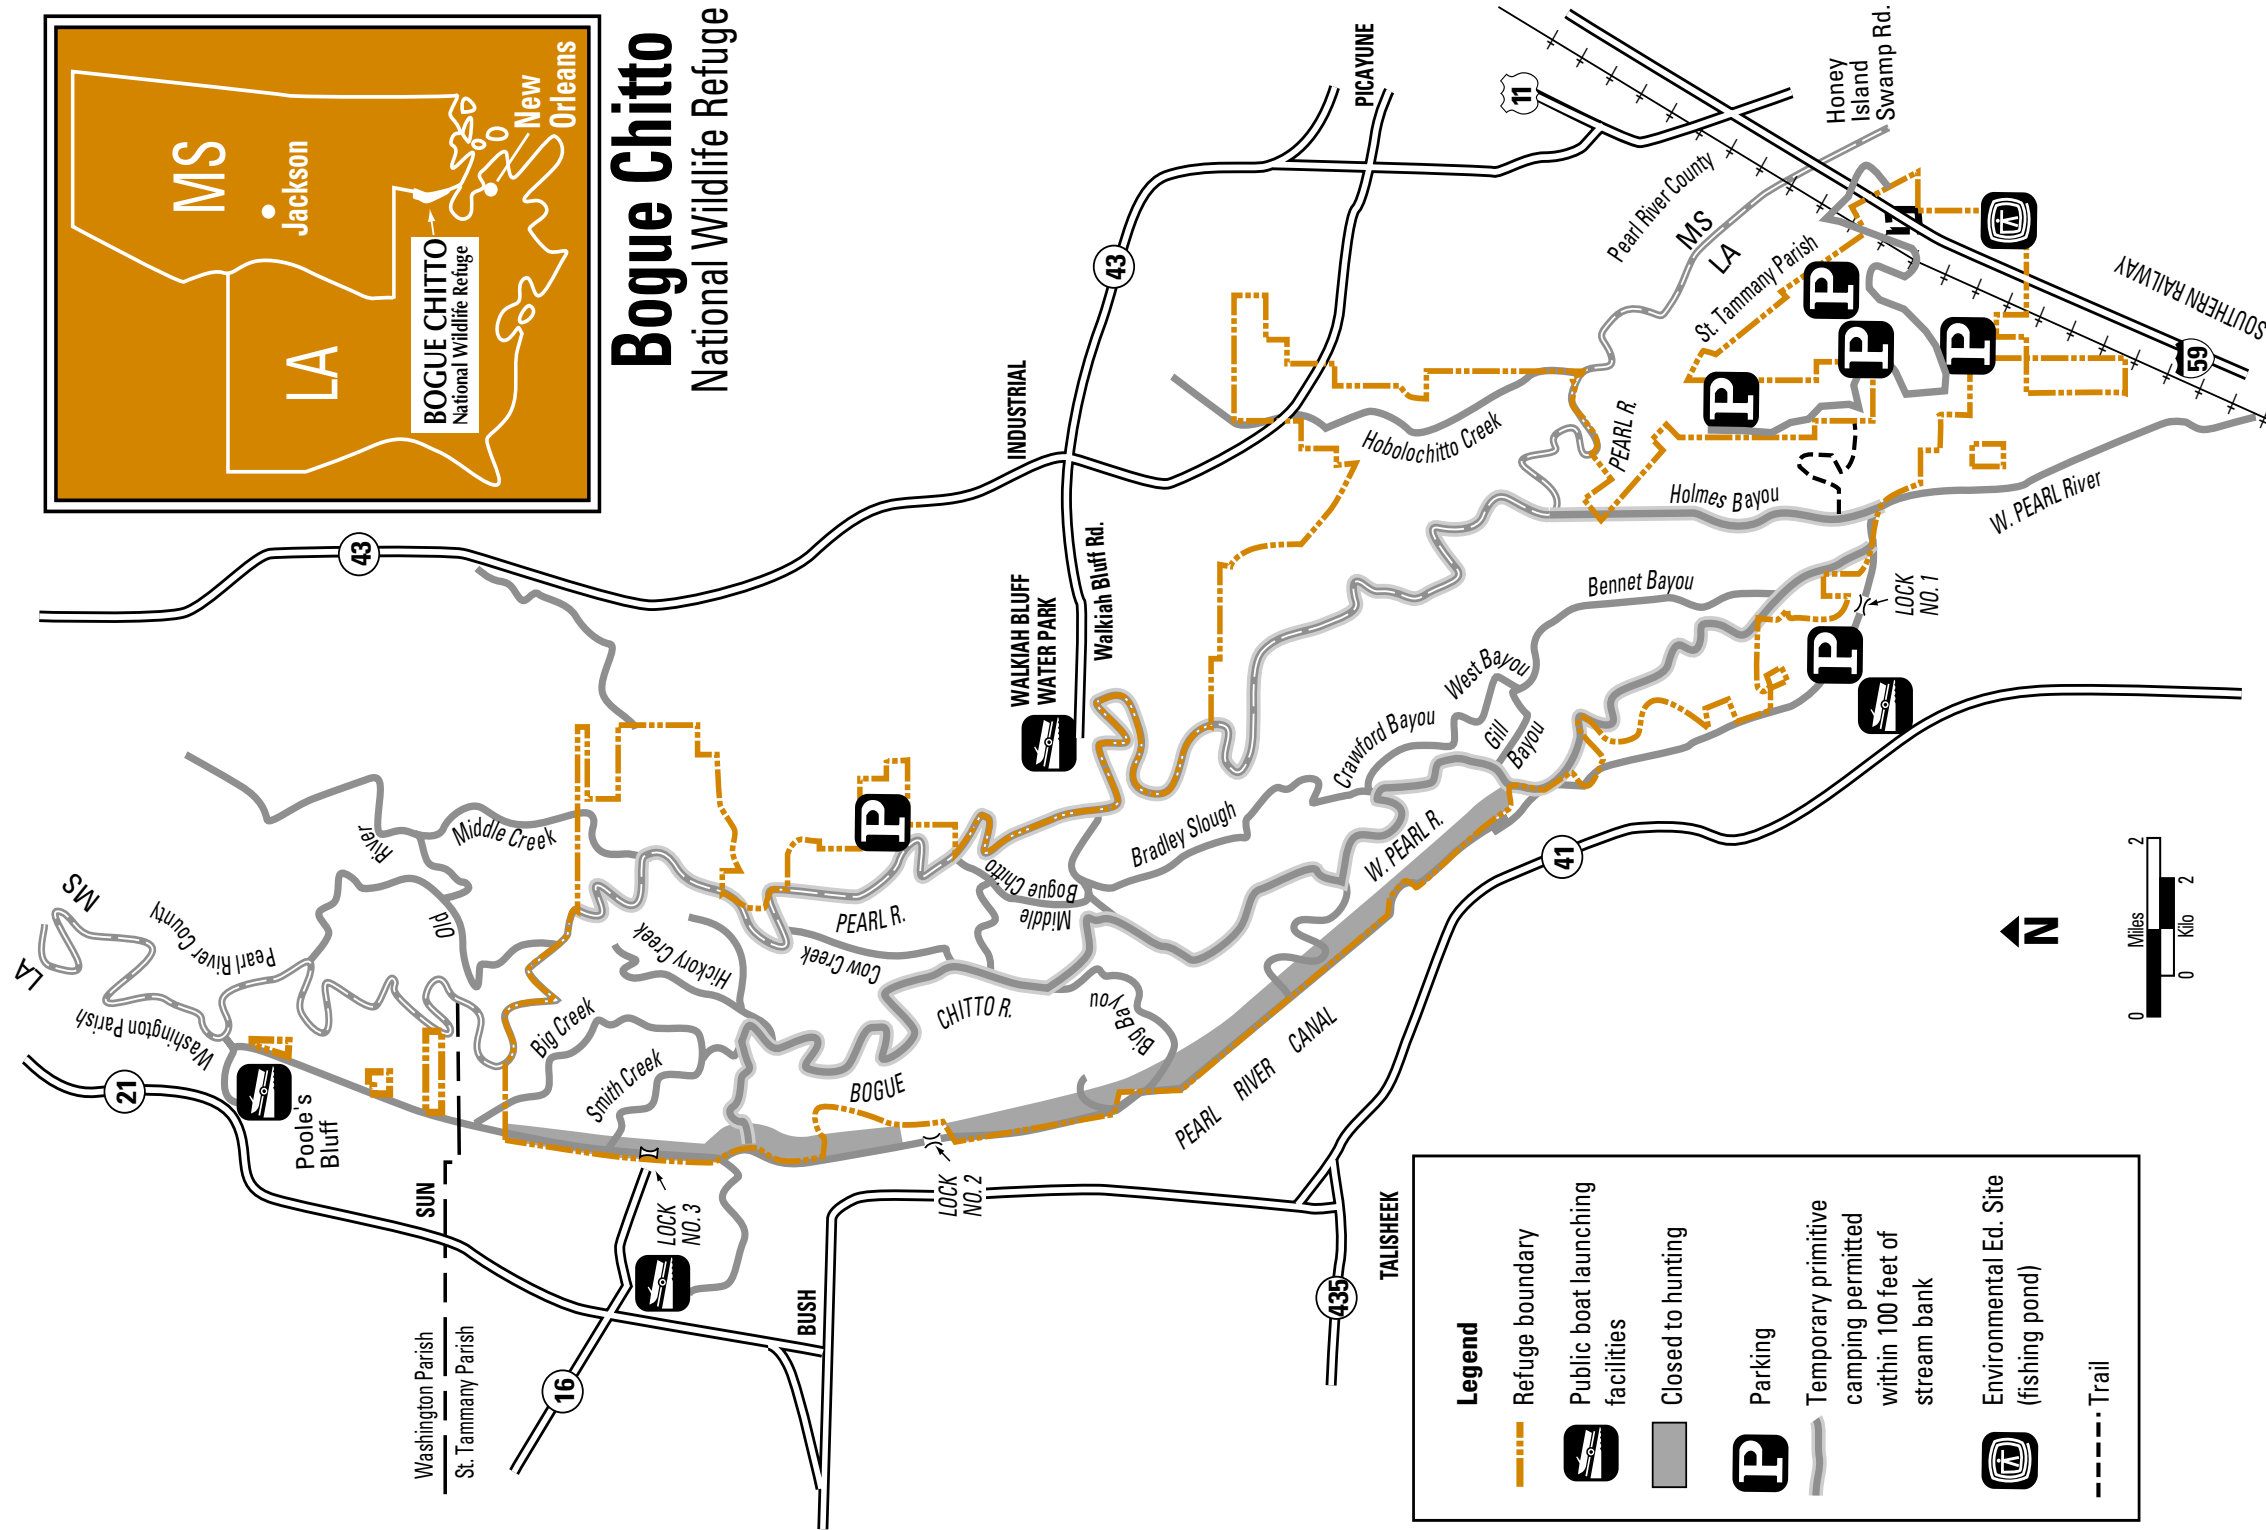 MS
Jackson
LA
New
Orleans
BOGUE CHITTO
National Wildlife Refuge
Bogue Chitto
National Wildlife Refuge
LA
MS
Washington Parish
Pearl River County
21
Poole's
Bluff
43
Old
River
Middle Creek
SUN
Washington Parish
St. Tammany Parish
16
LOCK
NO. 3
Big Creek
Smith Creek
Hickory Creek
Cow Creek
PEARL R.
BUSH
BOGUE
CHITTO R.
LOCK
NO. 2
Middle
Bogue Chitto
Big Bayou
Bradley Slough
WALKIAH BLUFF
WATER PARK
Walkiah Bluff Rd.
INDUSTRIAL
43
PICAYUNE
11
PEARL
RIVER
CANAL
W. PEARL R.
Crawford Bayou
West Bayou
Gill
Bayou
Bennet Bayou
Hobolochitto Creek
PEARL R.
Holmes Bayou
W. PEARL River
Pearl River County
MS
LA
St. Tammany Parish
Honey
Island
Swamp Rd.
SOUTHERN RAILWAY
59
LOCK
NO. 1
41
TALISHEEK
435
P
P
P
P
P
P
N
0
Miles
2
0
Kilo
2
Legend
Refuge boundary
Public boat launching
facilities
Closed to hunting
P
Parking
Temporary primitive
camping permitted
within 100 feet of
stream bank
Environmental Ed. Site
(fishing pond)
Trail